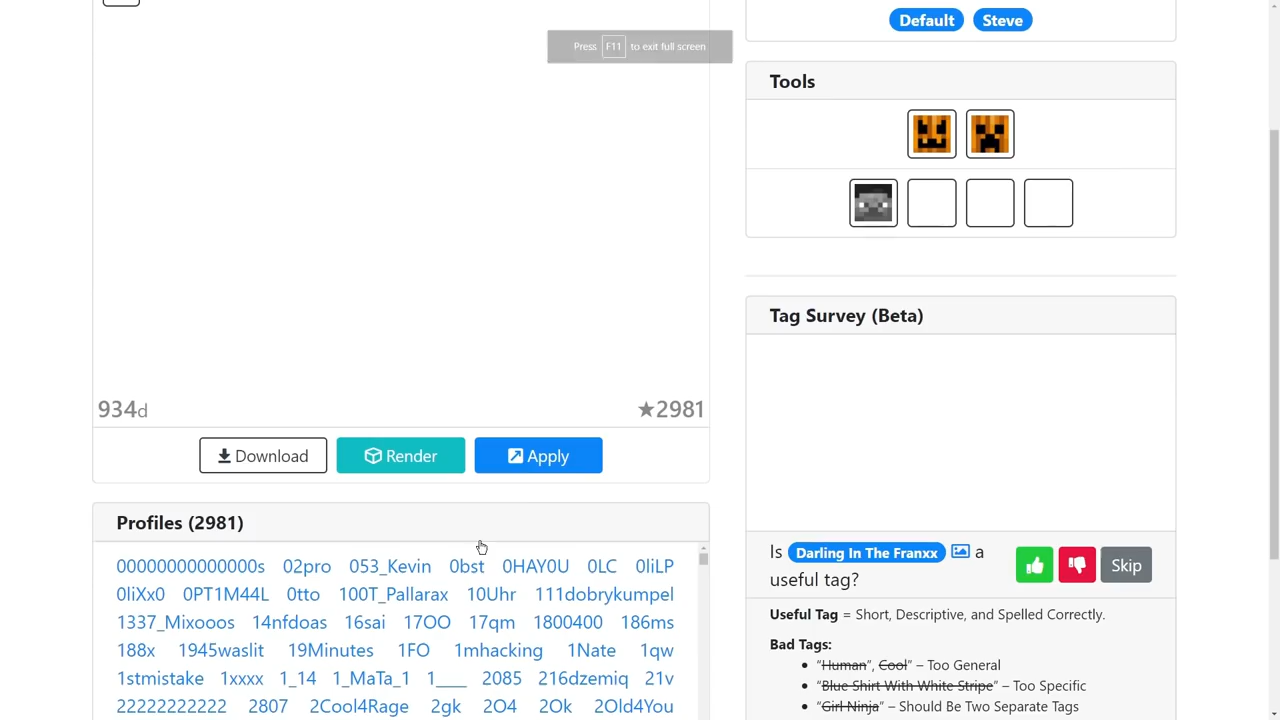 Press F11 to exit full screen
Default Steve
Tools
934d ★2981
Download Render Apply
Profiles (2981)
00000000000000s 02pro 053_Kevin 0bst 0HAY0U 0LC 0liLP
0liXx0 0PT1M44L 0tto 100T_Pallarax 10Uhr 111dobrykumpel
1337_Mixooos 14nfdoas 16sai 17OO 17qm 1800400 186ms
188x 1945waslit 19Minutes 1FO 1mhacking 1Nate 1qw
1stmistake 1xxxx 1_14 1_MaTa_1 1____ 2085 216dzemiq 21v
22222222222 2807 2Cool4Rage 2gk 2O4 2Ok 2Old4You
Tag Survey (Beta)
Is Darling In The Franxx a
useful tag?
Skip
Useful Tag = Short, Descriptive, and Spelled Correctly.
Bad Tags:
• “Human”, Cool” – Too General
• “Blue Shirt With White Stripe” – Too Specific
• “Girl Ninja” – Should Be Two Separate Tags